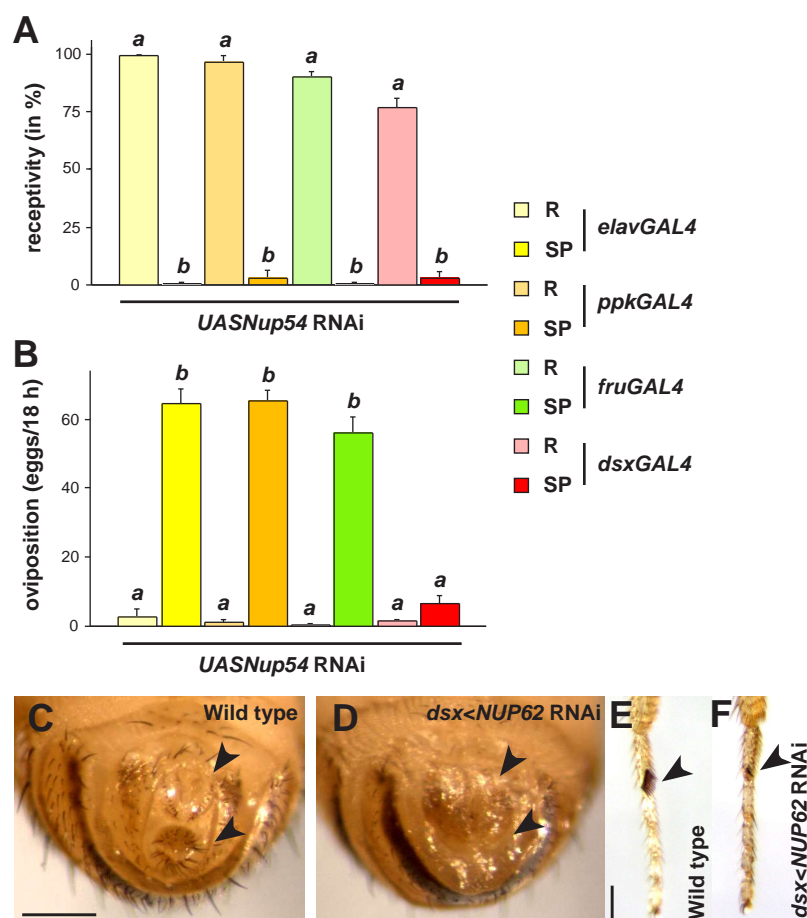 A
receptivity (in %)
100
75
50
25
0
a
b
a
b
a
b
a
b
UASNup54 RNAi
R
SP
elavGAL4
R
SP
ppkGAL4
R
SP
fruGAL4
R
SP
dsxGAL4
B
oviposition (eggs/18 h)
60
40
20
0
a
b
a
b
a
b
a
a
UASNup54 RNAi
C
Wild type
D
dsx<NUP62 RNAi
E
Wild type
F
dsx<NUP62 RNAi